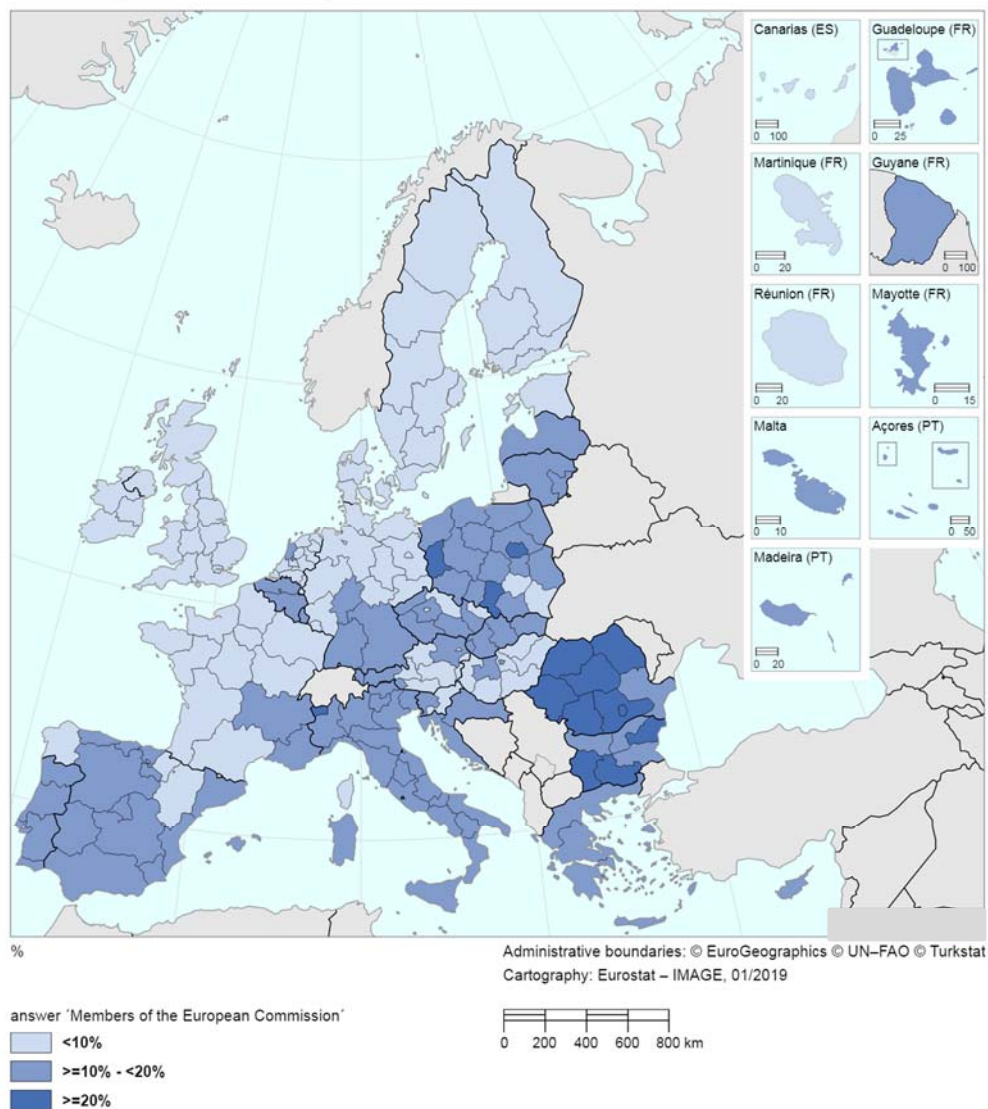 Canarias (ES)
0 100
Guadeloupe (FR)
0 25
Martinique (FR)
0 20
Guyane (FR)
0 100
Réunion (FR)
0 20
Mayotte (FR)
0 15
Malta
0 10
Açores (PT)
0 50
Madeira (PT)
0 20
%
Administrative boundaries: © EuroGeographics © UN–FAO © Turkstat
Cartography: Eurostat – IMAGE, 01/2019
answer ´Members of the European Commission´
<10%
>=10% - <20%
>=20%
0 200 400 600 800 km